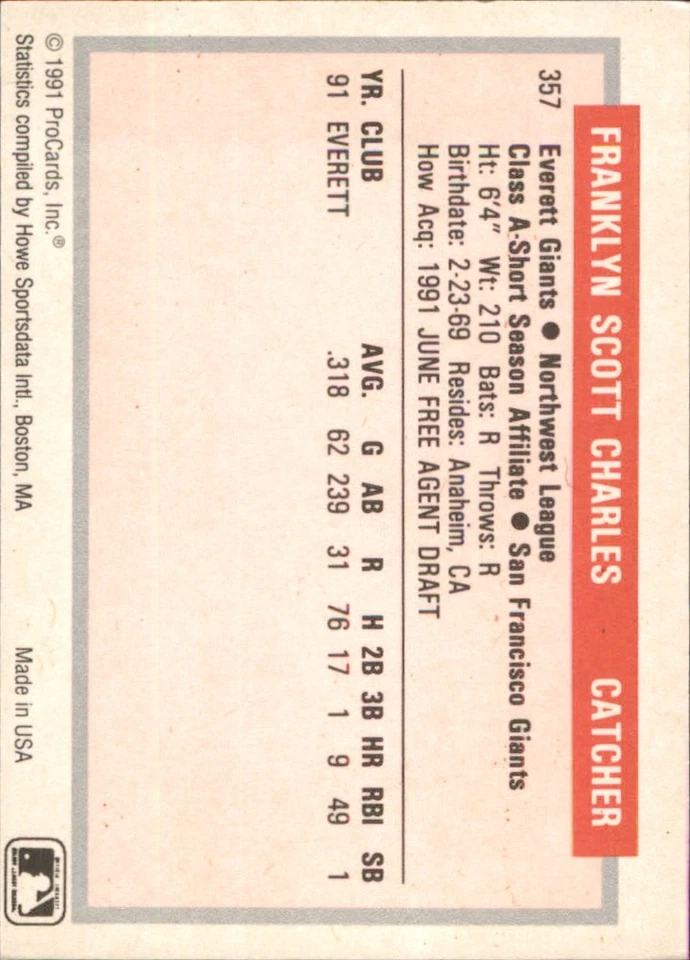 FRANKLYN SCOTT CHARLES CATCHER
357 Everett Giants ● Northwest League
Class A-Short Season Affiliate ● San Francisco Giants
Ht: 6'4" Wt: 210 Bats: R Throws: R
Birthdate: 2-23-69 Resides: Anaheim, CA
How Acq: 1991 JUNE FREE AGENT DRAFT
YR. CLUB AVG. G AB R H 2B 3B HR RBI SB
91 EVERETT .318 62 239 31 76 17 1 9 49 1
© 1991 ProCards, Inc.®
Statistics compiled by Howe Sportsdata Intl., Boston, MA Made in USA